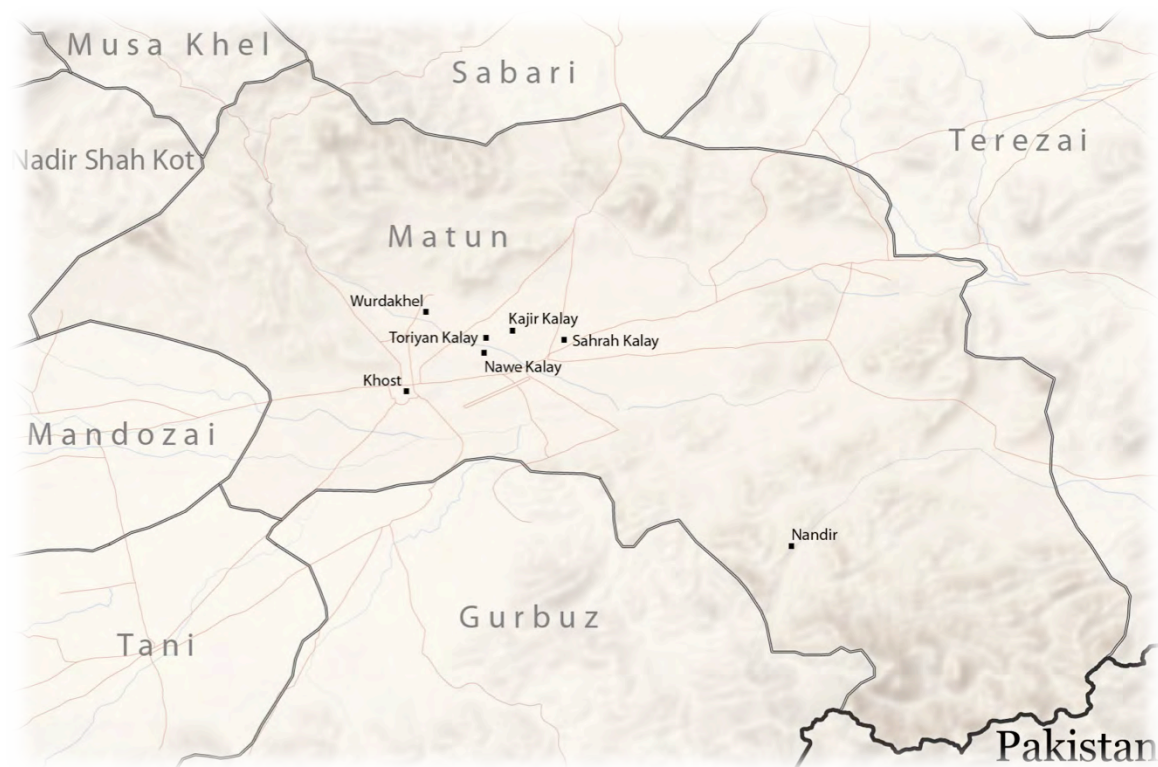 Musa Khel
Sabari
Terezai
Nadir Shah Kot
Matun
Wurdakhel
Kajir Kalay
Toriyan Kalay
Sahrah Kalay
Nawe Kalay
Khost
Mandozai
Nandir
Gurbuz
Tani
Pakistan